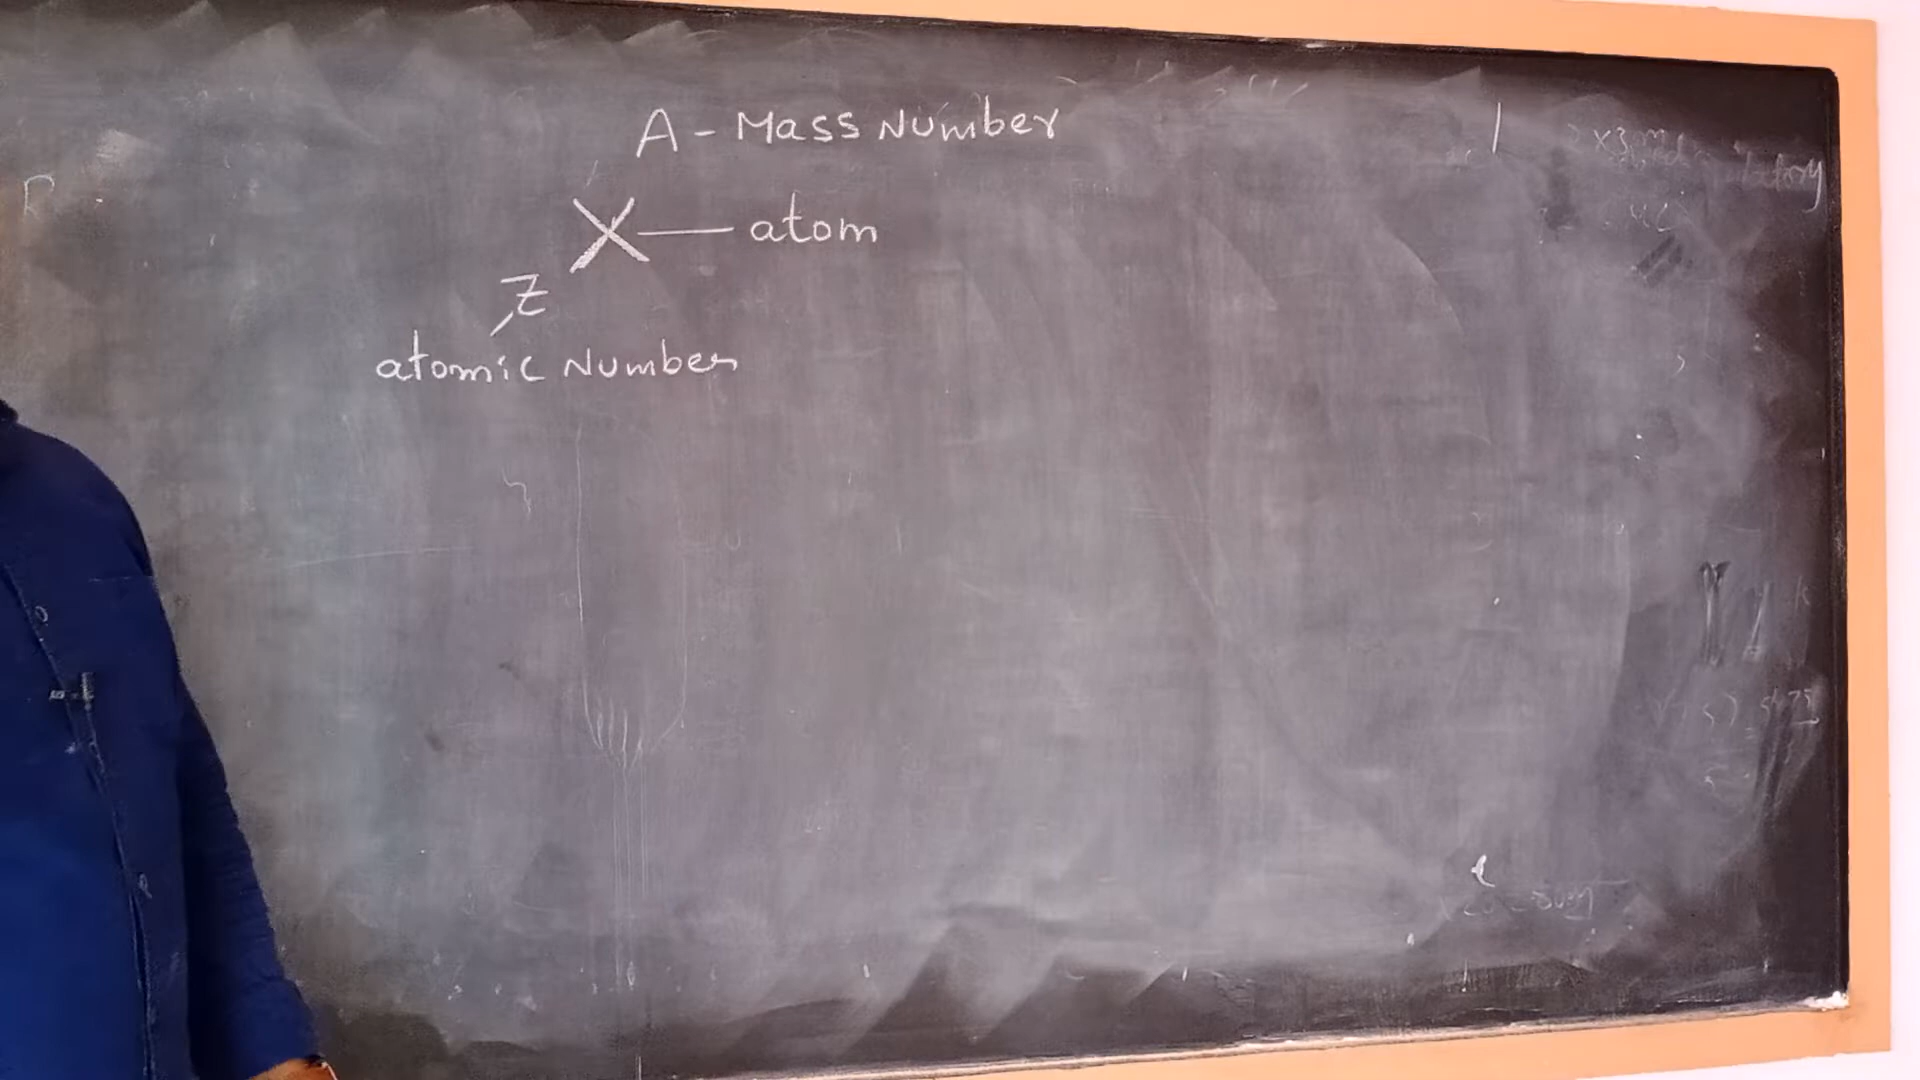 A - Mass Number
X — atom
Z
atomic Number